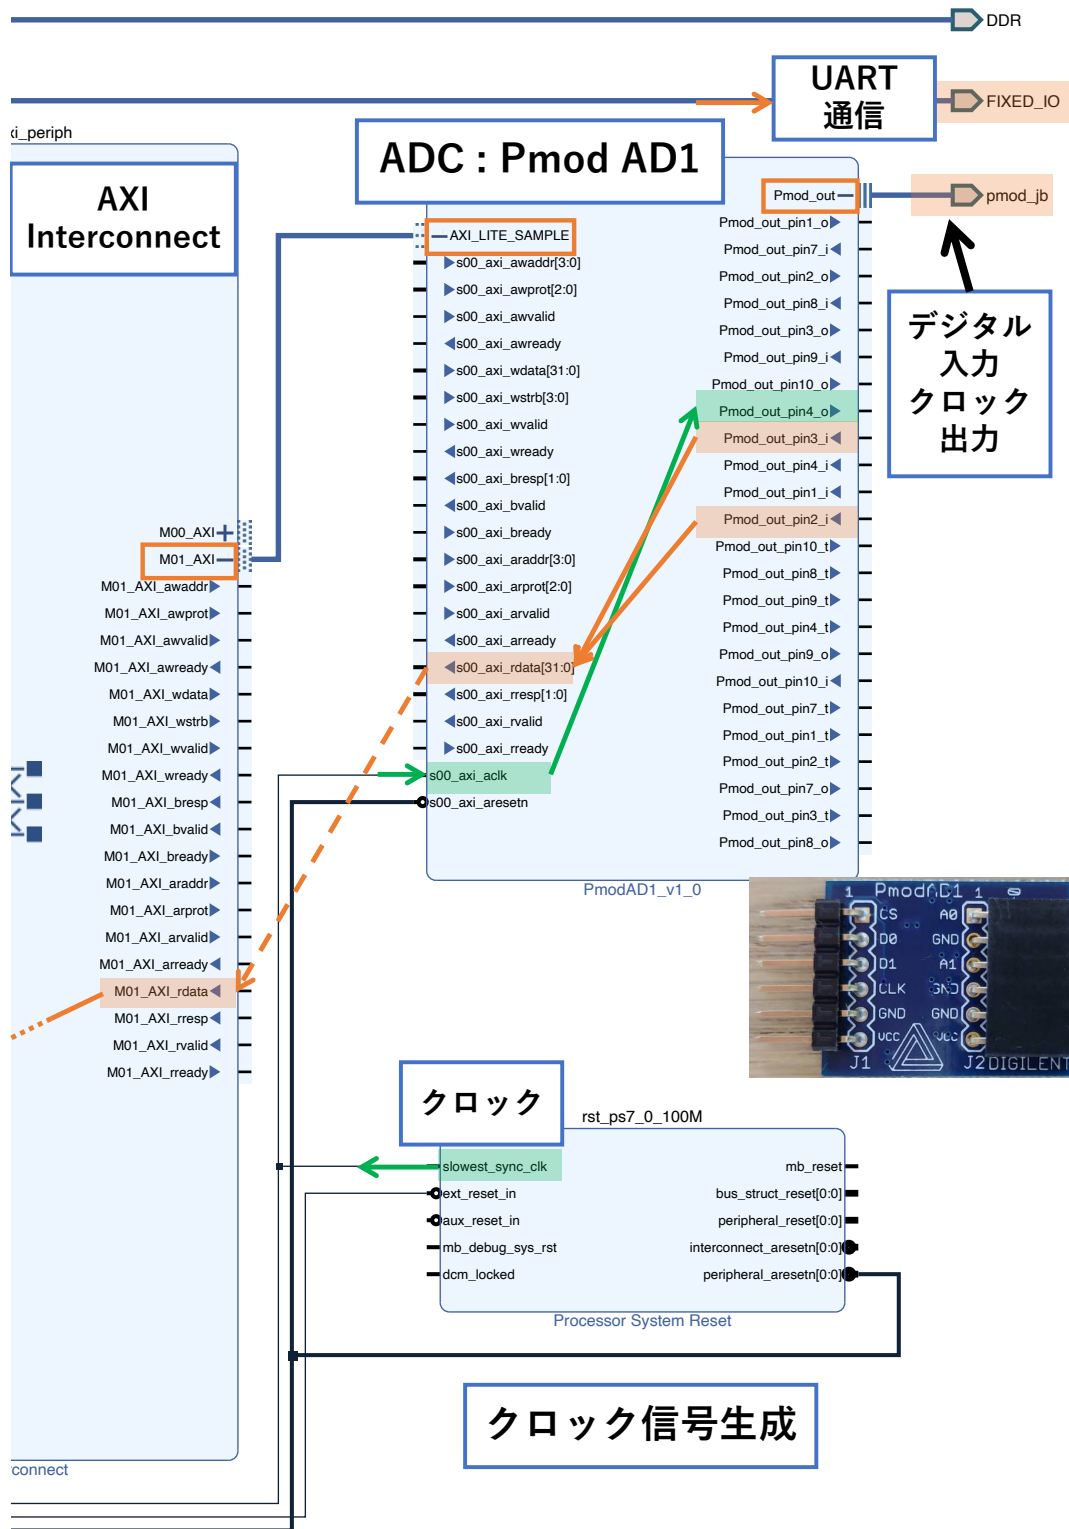 DDR
UART
通信
FIXED_IO
xi_periph
AXI
Interconnect
ADC : Pmod AD1
Pmod_out
pmod_jb
デジタル
入力
クロック
出力
AXI_LITE_SAMPLE
s00_axi_awaddr[3:0]
s00_axi_awprot[2:0]
s00_axi_awvalid
s00_axi_awready
s00_axi_wdata[31:0]
s00_axi_wstrb[3:0]
s00_axi_wvalid
s00_axi_wready
s00_axi_bresp[1:0]
s00_axi_bvalid
s00_axi_bready
s00_axi_araddr[3:0]
s00_axi_arprot[2:0]
s00_axi_arvalid
s00_axi_arready
s00_axi_rdata[31:0]
s00_axi_rresp[1:0]
s00_axi_rvalid
s00_axi_rready
s00_axi_aclk
s00_axi_aresetn
Pmod_out_pin1_o
Pmod_out_pin7_i
Pmod_out_pin2_o
Pmod_out_pin8_i
Pmod_out_pin3_o
Pmod_out_pin9_i
Pmod_out_pin10_o
Pmod_out_pin4_o
Pmod_out_pin3_i
Pmod_out_pin4_i
Pmod_out_pin1_i
Pmod_out_pin2_i
Pmod_out_pin10_t
Pmod_out_pin8_t
Pmod_out_pin9_t
Pmod_out_pin4_t
Pmod_out_pin9_o
Pmod_out_pin10_i
Pmod_out_pin7_t
Pmod_out_pin1_t
Pmod_out_pin2_t
Pmod_out_pin7_o
Pmod_out_pin3_t
Pmod_out_pin8_o
PmodAD1_v1_0
M00_AXI
M01_AXI
M01_AXI_awaddr
M01_AXI_awprot
M01_AXI_awvalid
M01_AXI_awready
M01_AXI_wdata
M01_AXI_wstrb
M01_AXI_wvalid
M01_AXI_wready
M01_AXI_bresp
M01_AXI_bvalid
M01_AXI_bready
M01_AXI_araddr
M01_AXI_arprot
M01_AXI_arvalid
M01_AXI_arready
M01_AXI_rdata
M01_AXI_rresp
M01_AXI_rvalid
M01_AXI_rready
1 PmodAD1 1
CS A0
D0 GND
D1 A1
CLK GND
GND GND
VCC VCC
J1 J2 DIGILENT
クロック
rst_ps7_0_100M
slowest_sync_clk
ext_reset_in
aux_reset_in
mb_debug_sys_rst
dcm_locked
mb_reset
bus_struct_reset[0:0]
peripheral_reset[0:0]
interconnect_aresetn[0:0]
peripheral_aresetn[0:0]
Processor System Reset
クロック信号生成
connect